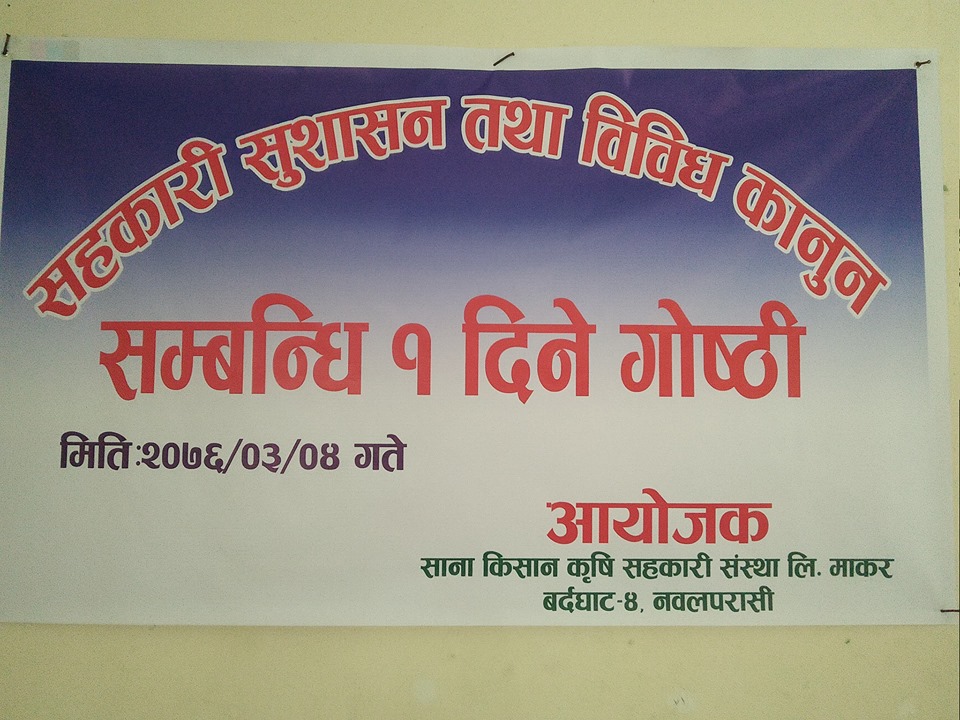 सहकारी सुशासन तथा विविध कानुन
सम्बन्धि १ दिने गोष्ठी
मिति:२०७६/०३/०४ गते
आयोजक
साना किसान कृषि सहकारी संस्था लि. माकर
बर्दघाट-४, नवलपरासी